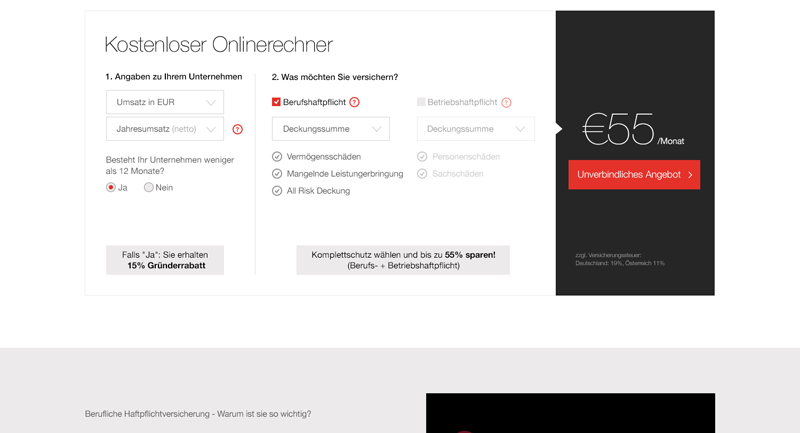 Kostenloser Onlinerechner
1. Angaben zu Ihrem Unternehmen
Umsatz in EUR
Jahresumsatz (netto)
?
Besteht Ihr Unternehmen weniger
als 12 Monate?
Ja
Nein
Falls "Ja": Sie erhalten
15% Gründerrabatt
2. Was möchten Sie versichern?
Berufshaftpflicht ?
Deckungssumme
Vermögensschäden
Mangelnde Leistungerbringung
All Risk Deckung
Betriebshaftpflicht ?
Deckungssumme
Personenschäden
Sachschäden
Komplettschutz wählen und bis zu 55% sparen!
(Berufs- + Betriebshaftpflicht)
€55 /Monat
Unverbindliches Angebot
zzgl. Versicherungssteuer:
Deutschland: 19%, Österreich 11%
Berufliche Haftpflichtversicherung - Warum ist sie so wichtig?